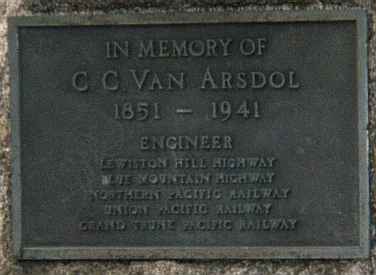 IN MEMORY OF
C. C. VAN ARSDOL
1851 – 1941
ENGINEER
LEWISTON HILL HIGHWAY
BLUE MOUNTAIN HIGHWAY
NORTHERN PACIFIC RAILWAY
UNION PACIFIC RAILWAY
GRAND TRUNK PACIFIC RAILWAY